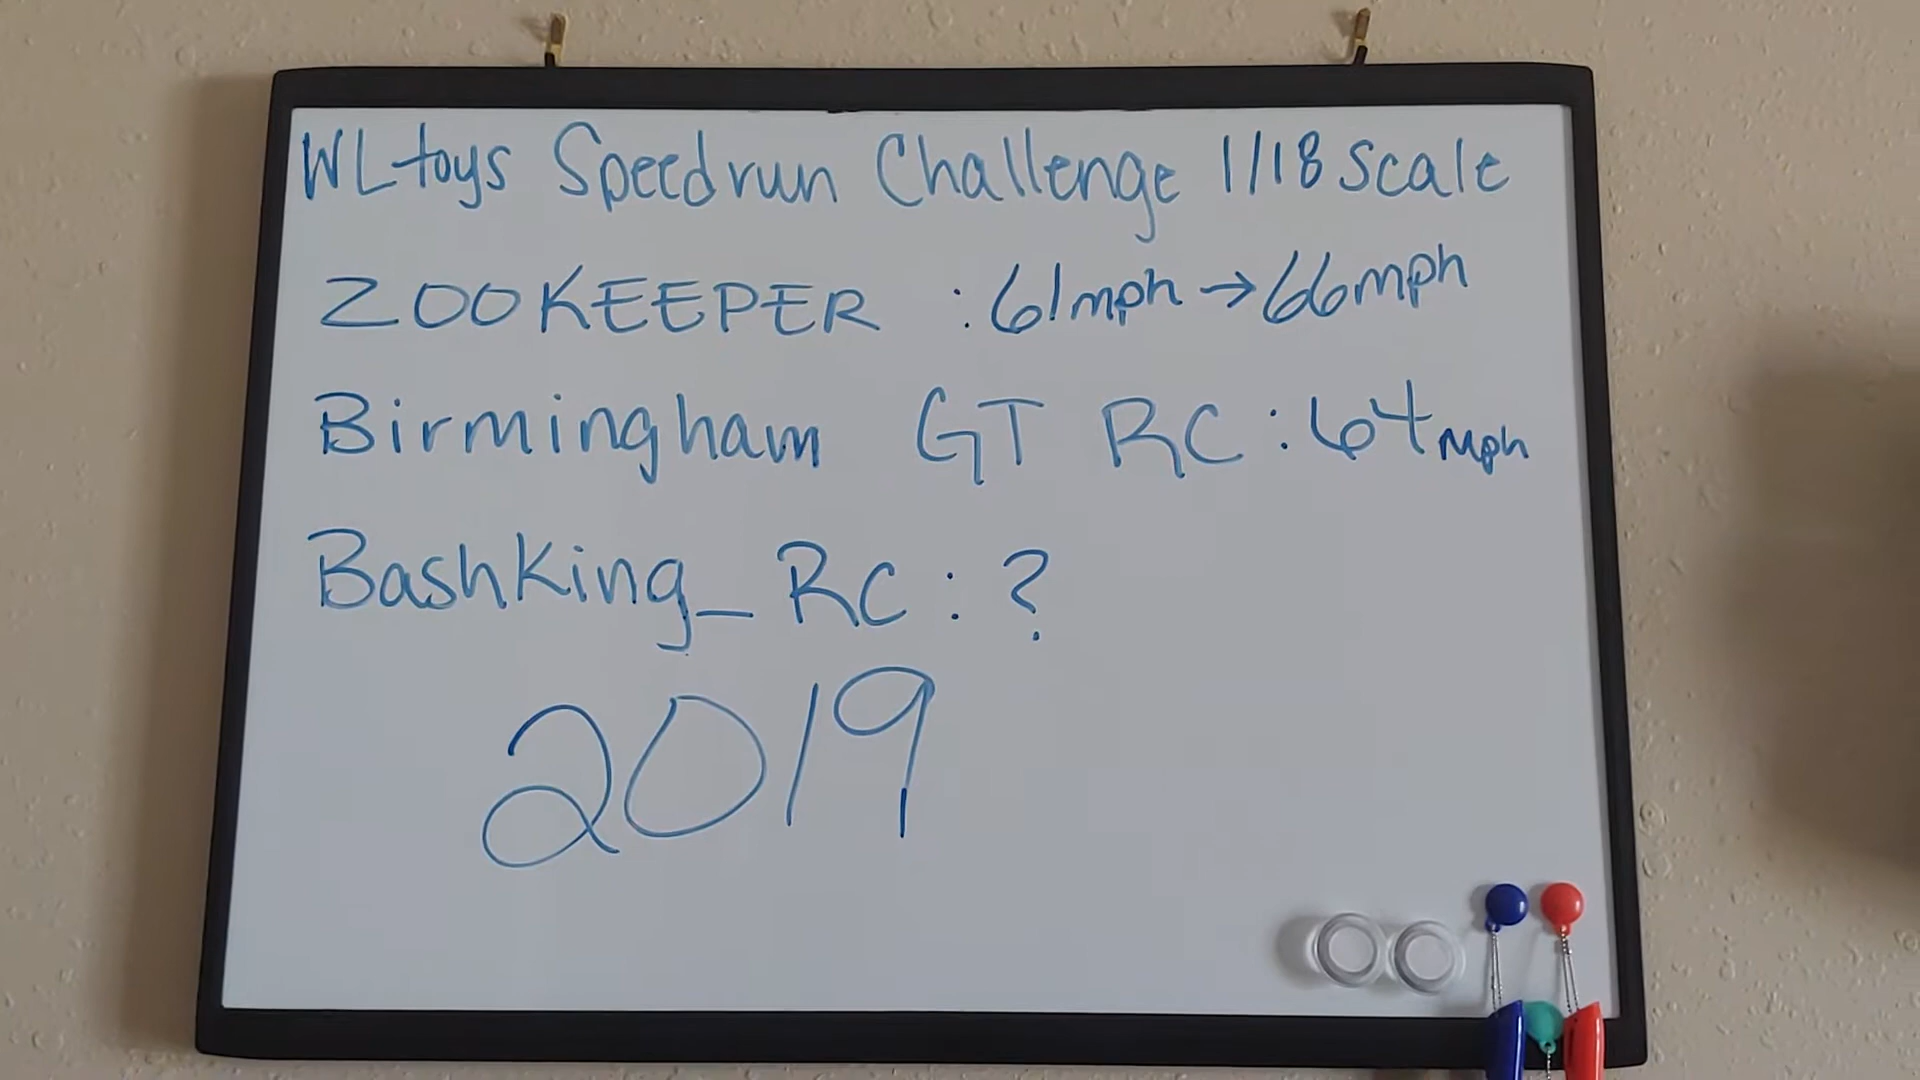 WLtoys Speedrun Challenge 1/18 scale
ZOOKEEPER : 61mph → 66mph
Birmingham GT RC : 64mph
BashKing_RC : ?
2019